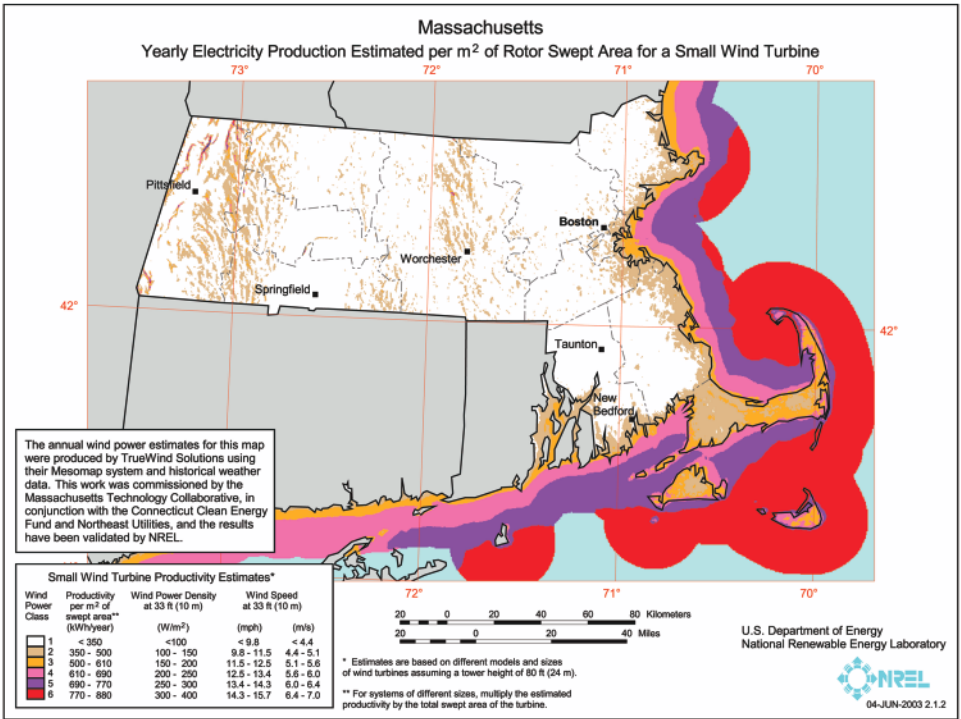 Massachusetts
Yearly Electricity Production Estimated per m² of Rotor Swept Area for a Small Wind Turbine
73° 72° 71° 70°
Pittsfield
Boston
Worchester
Springfield
42°
42°
Taunton
New
Bedford
The annual wind power estimates for this map
were produced by TrueWind Solutions using
their Mesomap system and historical weather
data. This work was commissioned by the
Massachusetts Technology Collaborative, in
conjunction with the Connecticut Clean Energy
Fund and Northeast Utilities, and the results
have been validated by NREL.
72° 71° 70°
Small Wind Turbine Productivity Estimates*
Wind Productivity Wind Power Density Wind Speed
Power per m² of at 33 ft (10 m) at 33 ft (10 m)
Class swept area**
(kWh/year) (W/m²) (mph) (m/s)
1 < 350 <100 < 9.8 < 4.4
2 350 - 500 100 - 150 9.8 - 11.5 4.4 - 5.1
3 500 - 610 150 - 200 11.5 - 12.5 5.1 - 5.6
4 610 - 690 200 - 250 12.5 - 13.4 5.6 - 6.0
5 690 - 770 250 - 300 13.4 - 14.3 6.0 - 6.4
6 770 - 880 300 - 400 14.3 - 15.7 6.4 - 7.0
20 0 20 40 60 80 Kilometers
20 0 20 40 Miles
* Estimates are based on different models and sizes
of wind turbines assuming a tower height of 80 ft (24 m).
** For systems of different sizes, multiply the estimated
productivity by the total swept area of the turbine.
U.S. Department of Energy
National Renewable Energy Laboratory
NREL
04-JUN-2003 2.1.2